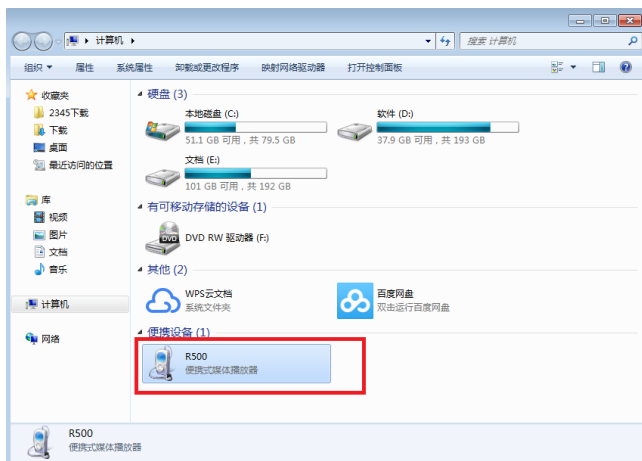 计算机
搜索 计算机
组织 属性 系统属性 卸载或更改程序 映射网络驱动器 打开控制面板
收藏夹
2345下载
下载
桌面
最近访问的位置
库
视频
图片
文档
音乐
计算机
网络
硬盘 (3)
本地磁盘 (C:)
51.1 GB 可用，共 79.5 GB
软件 (D:)
37.9 GB 可用，共 193 GB
文档 (E:)
101 GB 可用，共 192 GB
有可移动存储的设备 (1)
DVD
DVD RW 驱动器 (F:)
其他 (2)
WPS云文档
系统文件夹
百度网盘
双击运行百度网盘
便携设备 (1)
R500
便携式媒体播放器
R500
便携式媒体播放器